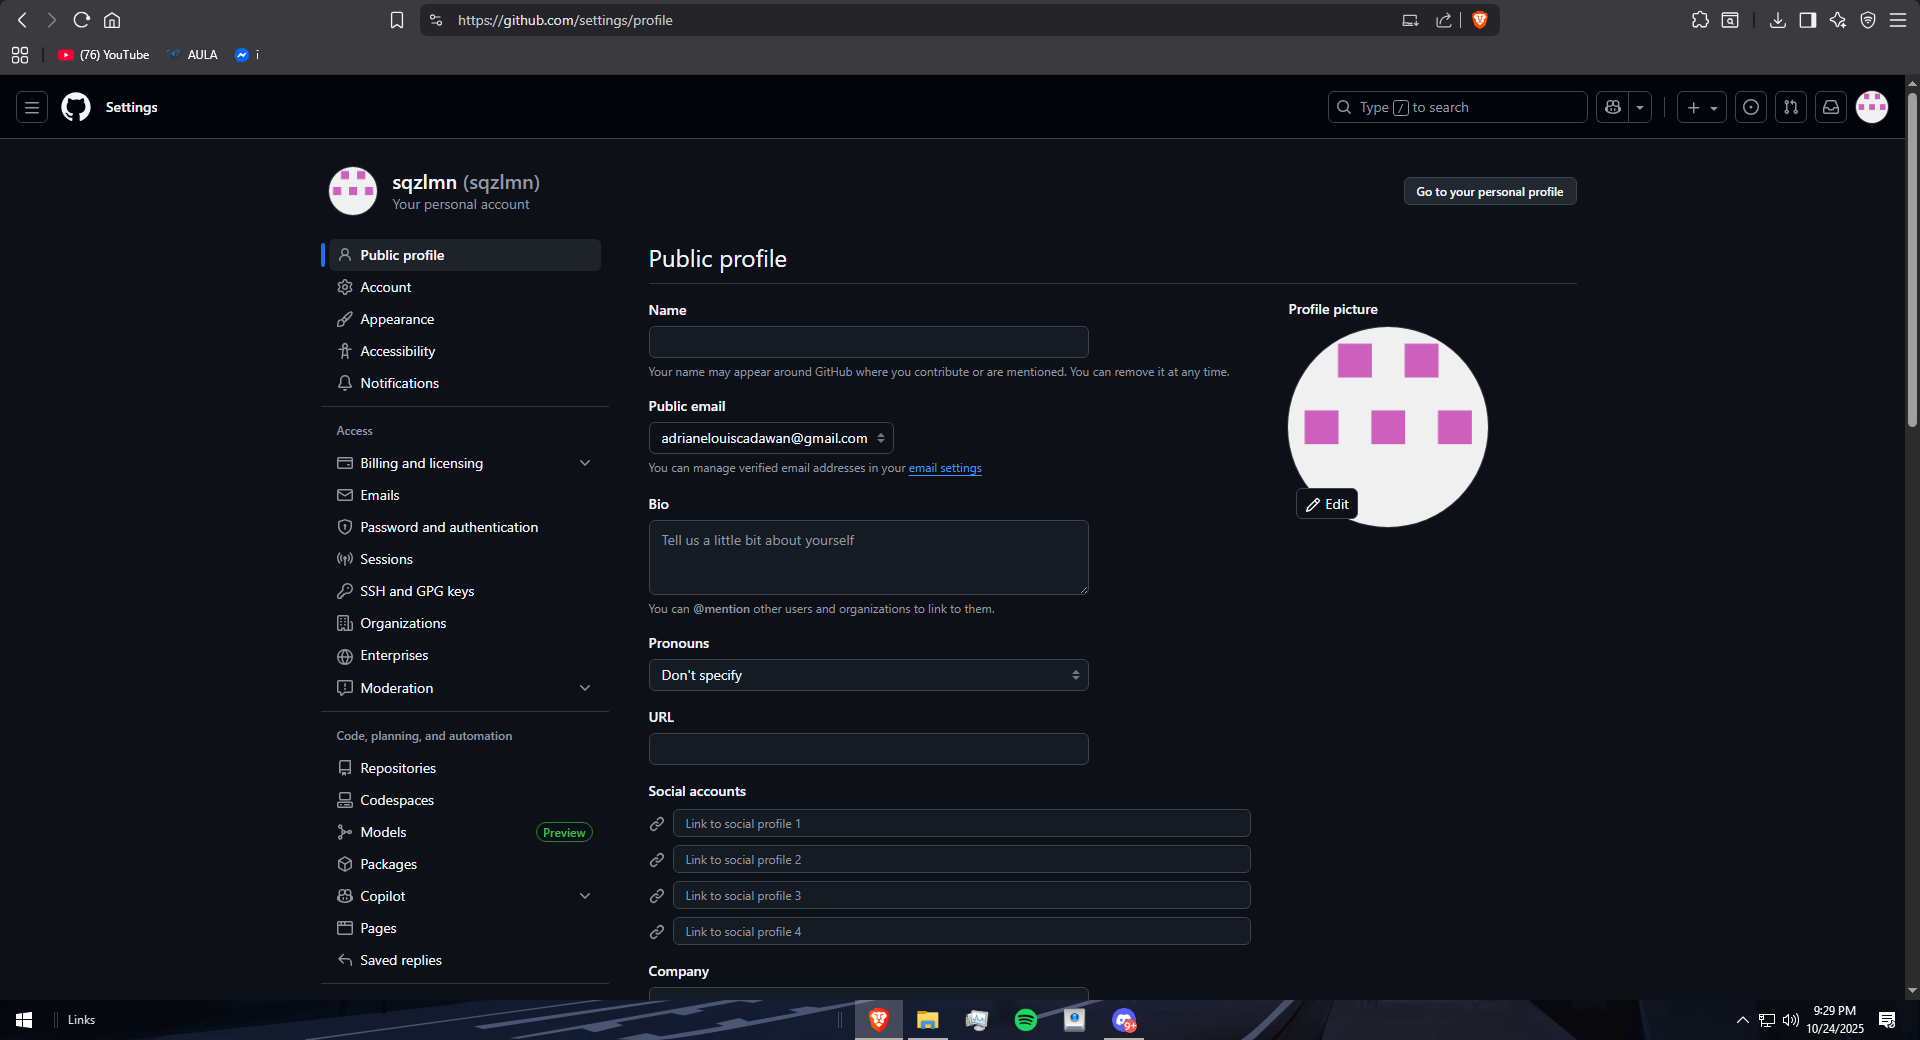 https://github.com/settings/profile
(76) YouTube
AULA
i
Settings
Type / to search
sqzlmn (sqzlmn)
Your personal account
Go to your personal profile
Public profile
Account
Appearance
Accessibility
Notifications
Access
Billing and licensing
Emails
Password and authentication
Sessions
SSH and GPG keys
Organizations
Enterprises
Moderation
Code, planning, and automation
Repositories
Codespaces
Models
Preview
Packages
Copilot
Pages
Saved replies
Public profile
Name
Your name may appear around GitHub where you contribute or are mentioned. You can remove it at any time.
Public email
adrianelouiscadawan@gmail.com
You can manage verified email addresses in your email settings
Bio
Tell us a little bit about yourself
You can @mention other users and organizations to link to them.
Pronouns
Don't specify
URL
Social accounts
Link to social profile 1
Link to social profile 2
Link to social profile 3
Link to social profile 4
Company
Profile picture
Edit
Links
9+
9:29 PM
10/24/2025